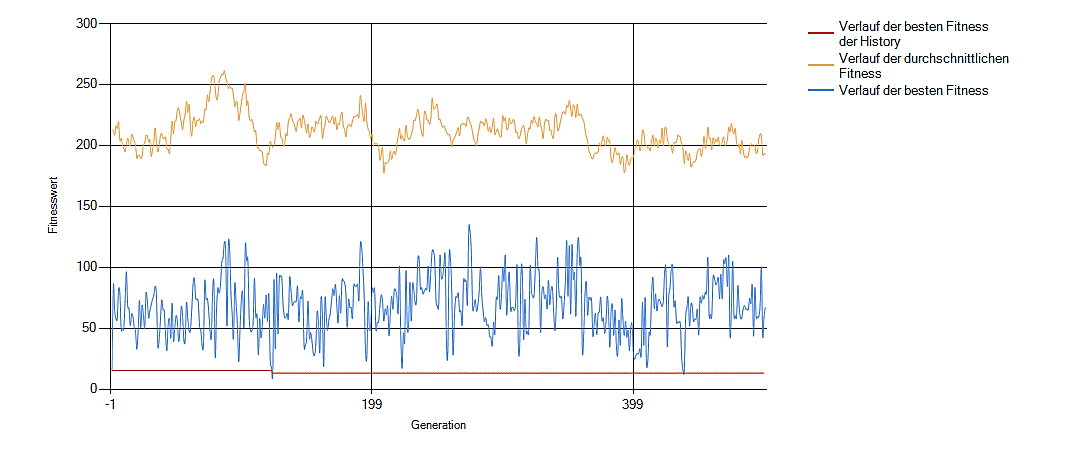 300
250
200
150
100
50
0
-1
199
399
Fitnesswert
Generation
Verlauf der besten Fitness
der History
Verlauf der durchschnittlichen
Fitness
Verlauf der besten Fitness